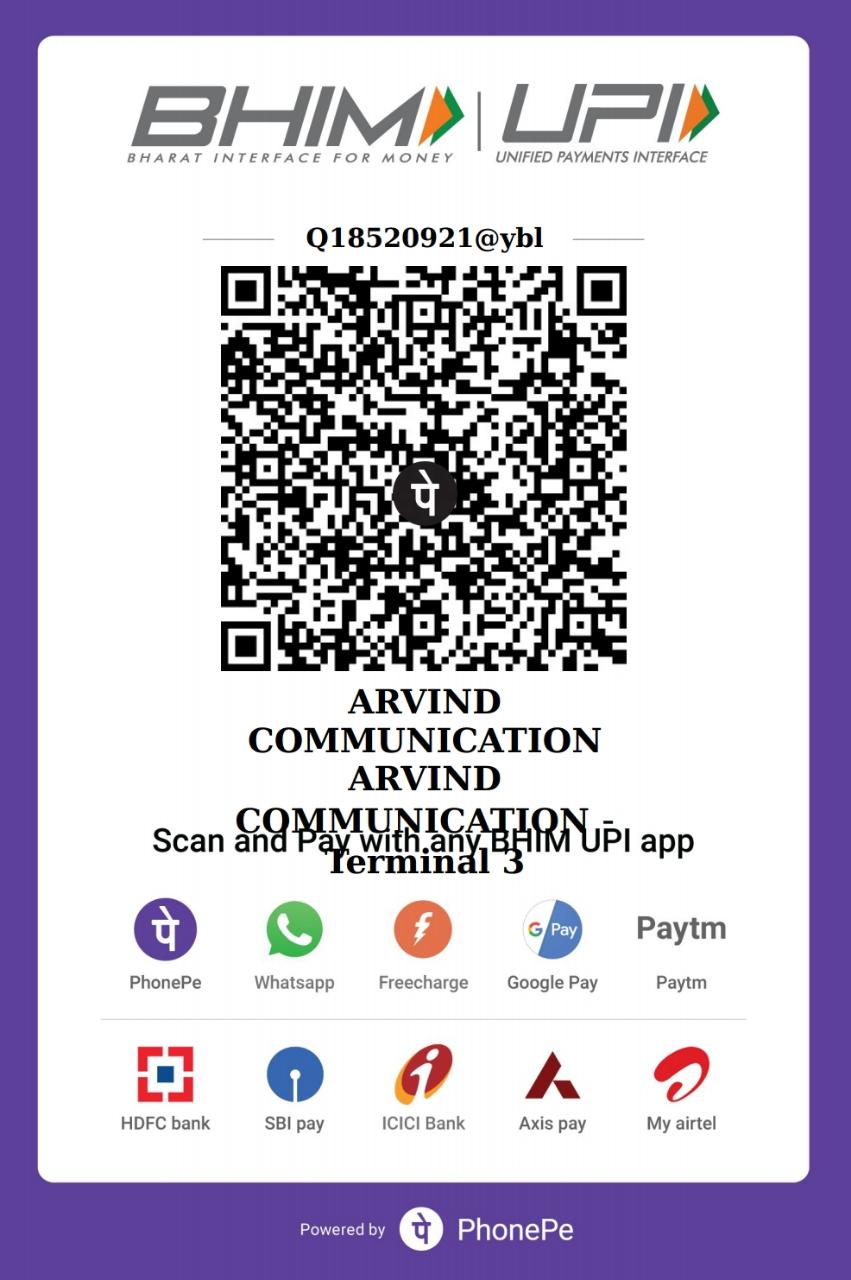 BHIM | UPI
BHARAT INTERFACE FOR MONEY UNIFIED PAYMENTS INTERFACE
Q18520921@ybl
पे
ARVIND
COMMUNICATION
ARVIND
COMMUNICATION -
Scan and Pay with any BHIM UPI app
Terminal 3
पे G Pay Paytm
PhonePe Whatsapp Freecharge Google Pay Paytm
HDFC bank SBI pay ICICI Bank Axis pay My airtel
Powered by पे PhonePe